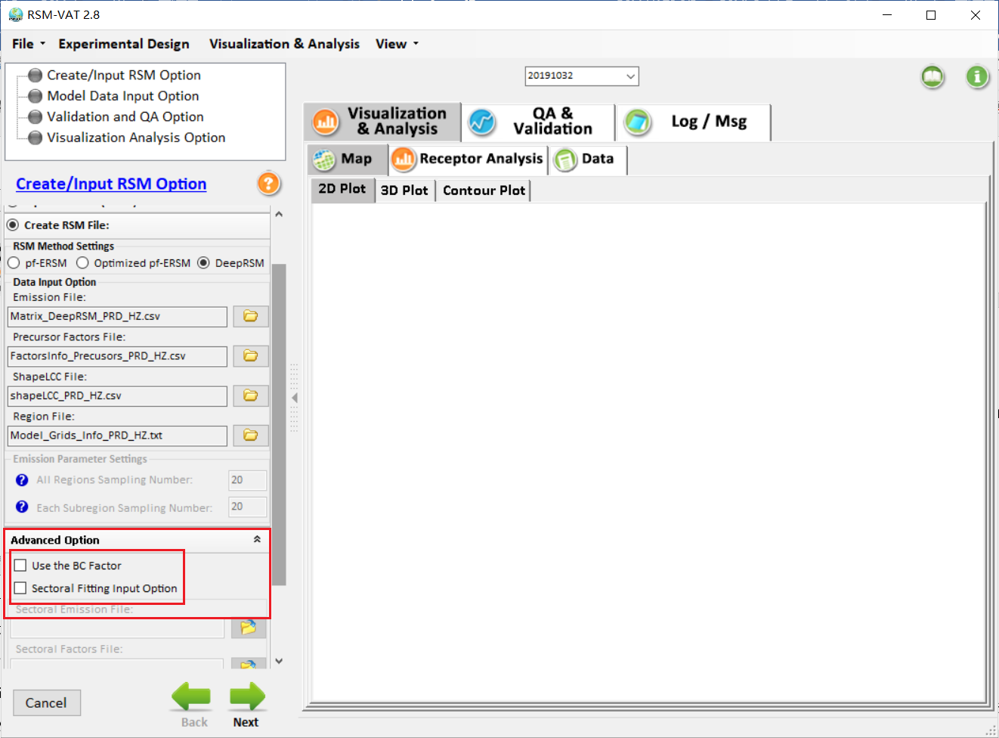 RSM-VAT 2.8
File Experimental Design Visualization & Analysis View
Create/Input RSM Option
Model Data Input Option
Validation and QA Option
Visualization Analysis Option
20191032
Visualization & Analysis
QA & Validation
Log / Msg
Map
Receptor Analysis
Data
2D Plot
3D Plot
Contour Plot
Create/Input RSM Option
Create RSM File:
RSM Method Settings
pf-ERSM Optimized pf-ERSM DeepRSM
Data Input Option
Emission File:
Matrix_DeepRSM_PRD_HZ.csv
Precursor Factors File:
FactorsInfo_Precusors_PRD_HZ.csv
ShapeLCC File:
shapeLCC_PRD_HZ.csv
Region File:
Model_Grids_Info_PRD_HZ.txt
Emission Parameter Settings
All Regions Sampling Number: 20
Each Subregion Sampling Number: 20
Advanced Option
Use the BC Factor
Sectoral Fitting Input Option
Sectoral Emission File:
Sectoral Factors File:
Cancel
Back
Next